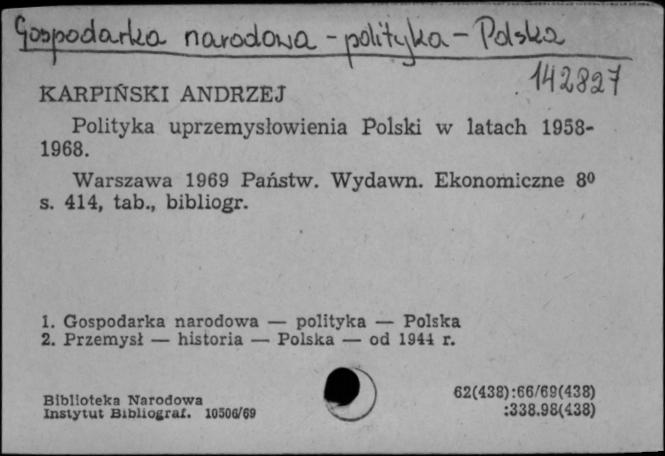 Gospodarka narodowa - polityka - Polska
142827
KARPIŃSKI ANDRZEJ
Polityka uprzemysłowienia Polski w latach 1958-
1968.
Warszawa 1969 Państw. Wydawn. Ekonomiczne 8⁰
s. 414, tab., bibliogr.
1. Gospodarka narodowa — polityka — Polska
2. Przemysł — historia — Polska — od 1944 r.
Biblioteka Narodowa
Instytut Bibliograf. 10506/69
62(438):66/69(438)
:338.98(438)